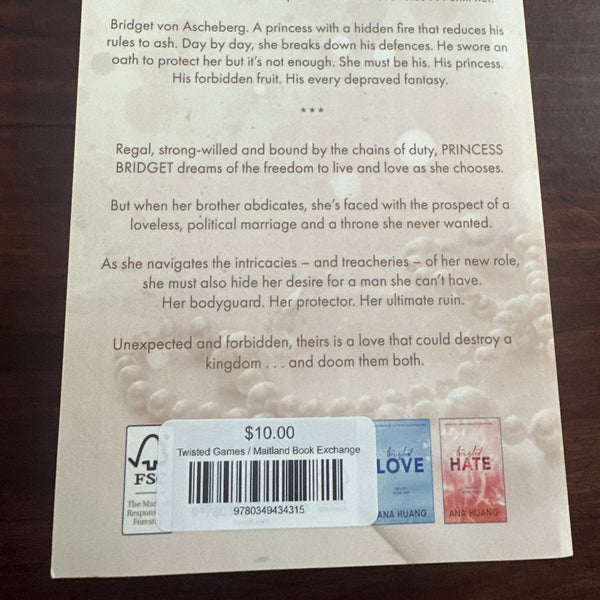 Bridget von Ascheberg. A princess with a hidden fire that reduces his
rules to ash. Day by day, she breaks down his defences. He swore an
oath to protect her but it's not enough. She must be his. His princess.
His forbidden fruit. His every depraved fantasy.
***
Regal, strong-willed and bound by the chains of duty, PRINCESS
BRIDGET dreams of the freedom to live and love as she chooses.
But when her brother abdicates, she's faced with the prospect of a
loveless, political marriage and a throne she never wanted.
As she navigates the intricacies – and treacheries – of her new role,
she must also hide her desire for a man she can't have.
Her bodyguard. Her protector. Her ultimate ruin.
Unexpected and forbidden, theirs is a love that could destroy a
kingdom . . . and doom them both.
$10.00
Twisted Games / Maitland Book Exchange
9780349434315
FS
The Mar
Respons
Forest
twisted
LOVE
ANA HUANG
twisted
HATE
ANA HUANG